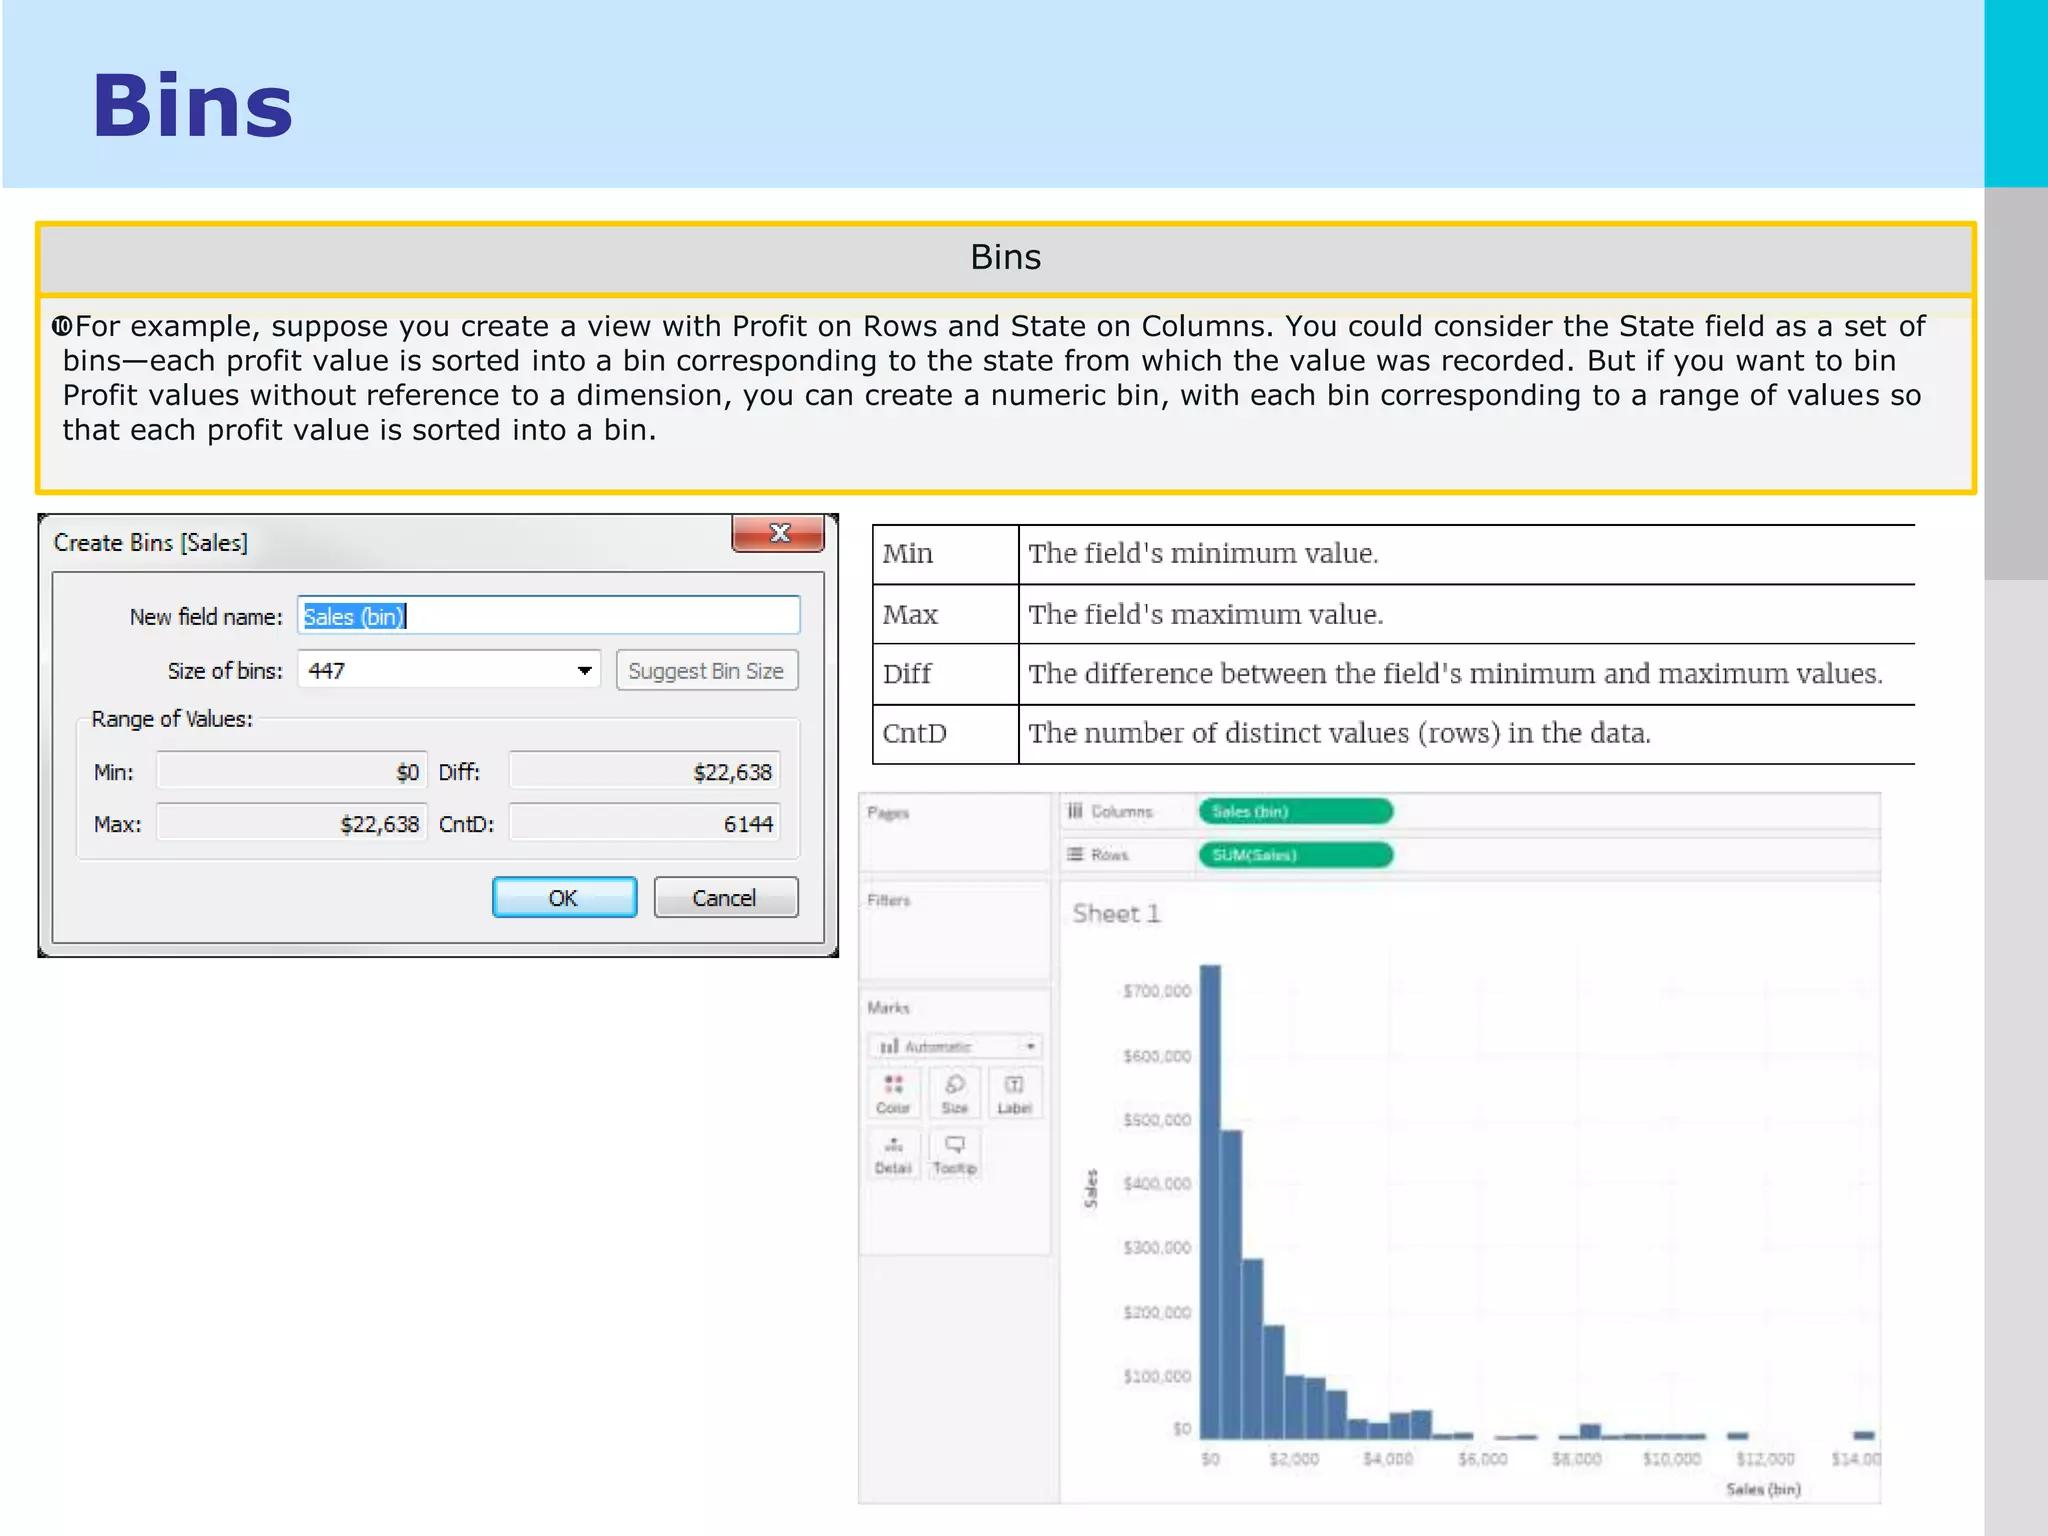 Bins
Bins
❿For example, suppose you create a view with Profit on Rows and State on Columns. You could consider the State field as a set of
bins—each profit value is sorted into a bin corresponding to the state from which the value was recorded. But if you want to bin
Profit values without reference to a dimension, you can create a numeric bin, with each bin corresponding to a range of values so
that each profit value is sorted into a bin.
Create Bins [Sales]
New field name: Sales (bin)
Size of bins: 447 Suggest Bin Size
Range of Values:
Min: $0 Diff: $22,638
Max: $22,638 CntD: 6144
OK Cancel
Min The field's minimum value.
Max The field's maximum value.
Diff The difference between the field's minimum and maximum values.
CntD The number of distinct values (rows) in the data.
Pages
Columns Sales (bin)
Rows SUM(Sales)
Filters
Sheet 1
Marks
Automatic
Color Size Label
Detail Tooltip
$700,000
$600,000
$500,000
$400,000
$300,000
$200,000
$100,000
$0
Sales
$0 $2,000 $4,000 $6,000 $8,000 $10,000 $12,000 $14,00
Sales (bin)